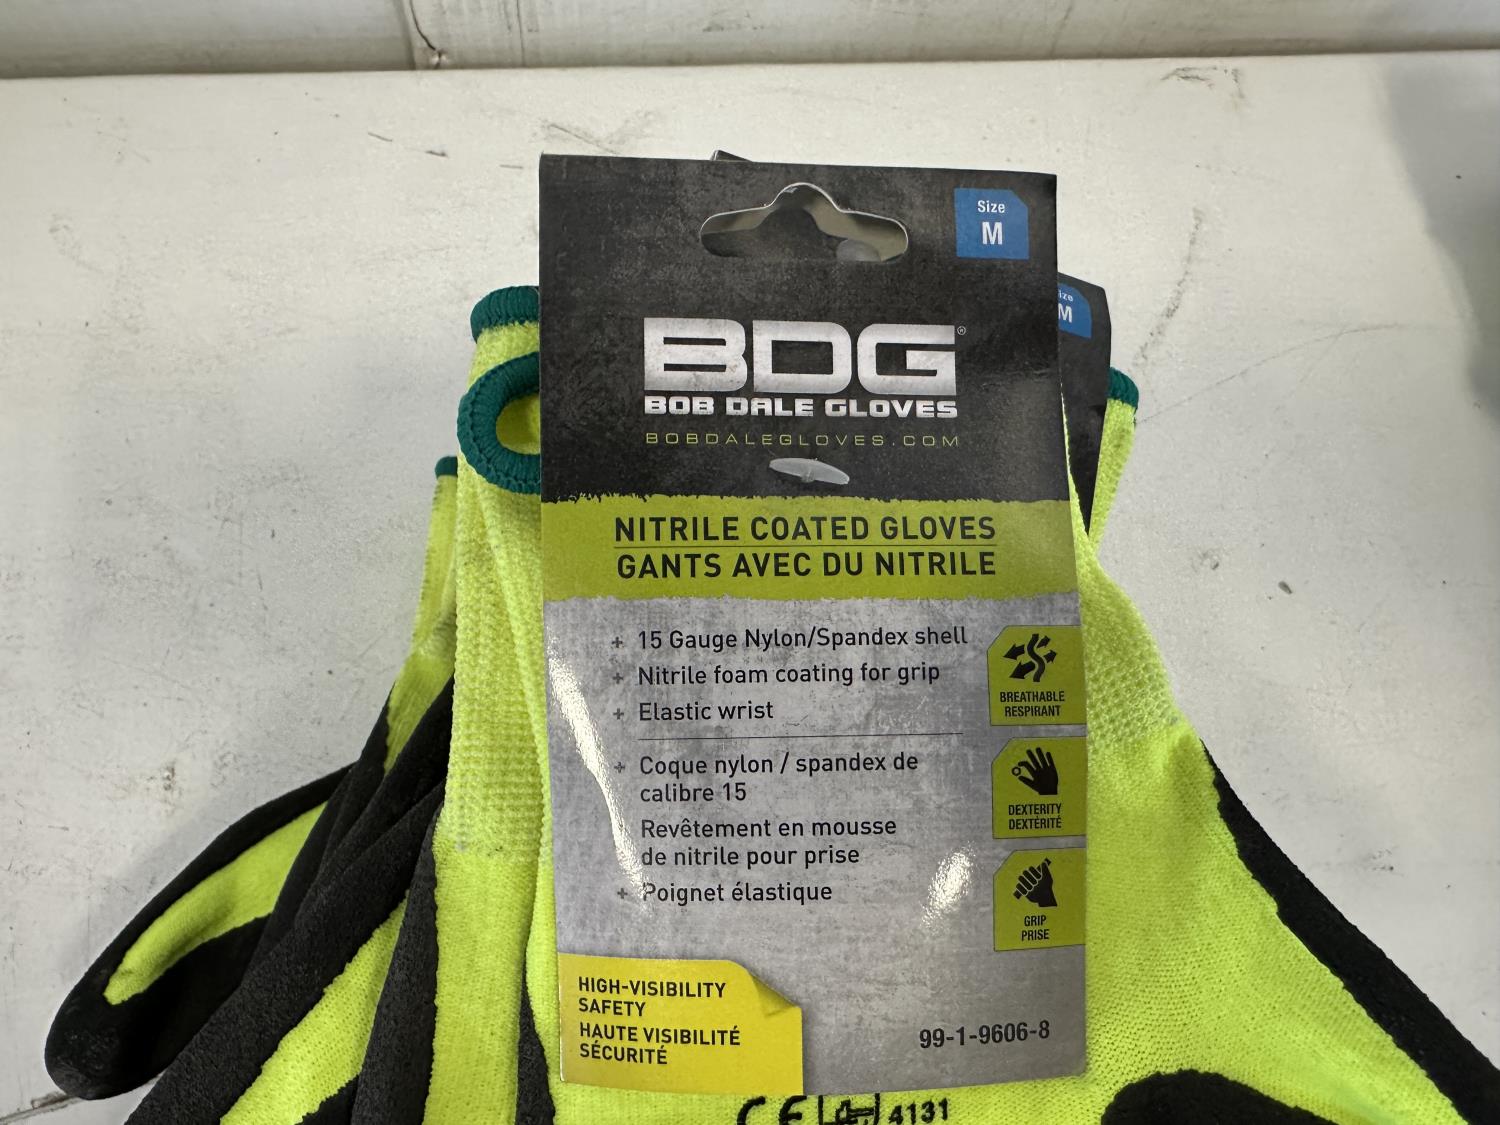 Size
M
BDG®
BOB DALE GLOVES
BOBDALEGLOVES.COM
ize
M
NITRILE COATED GLOVES
GANTS AVEC DU NITRILE
+ 15 Gauge Nylon/Spandex shell
+ Nitrile foam coating for grip
+ Elastic wrist
+ Coque nylon / spandex de
calibre 15
Revêtement en mousse
de nitrile pour prise
+ Poignet élastique
BREATHABLE
RESPIRANT
DEXTERITY
DEXTÉRITÉ
GRIP
PRISE
HIGH-VISIBILITY
SAFETY
HAUTE VISIBILITÉ
SÉCURITÉ
99-1-9606-8
CE 4131